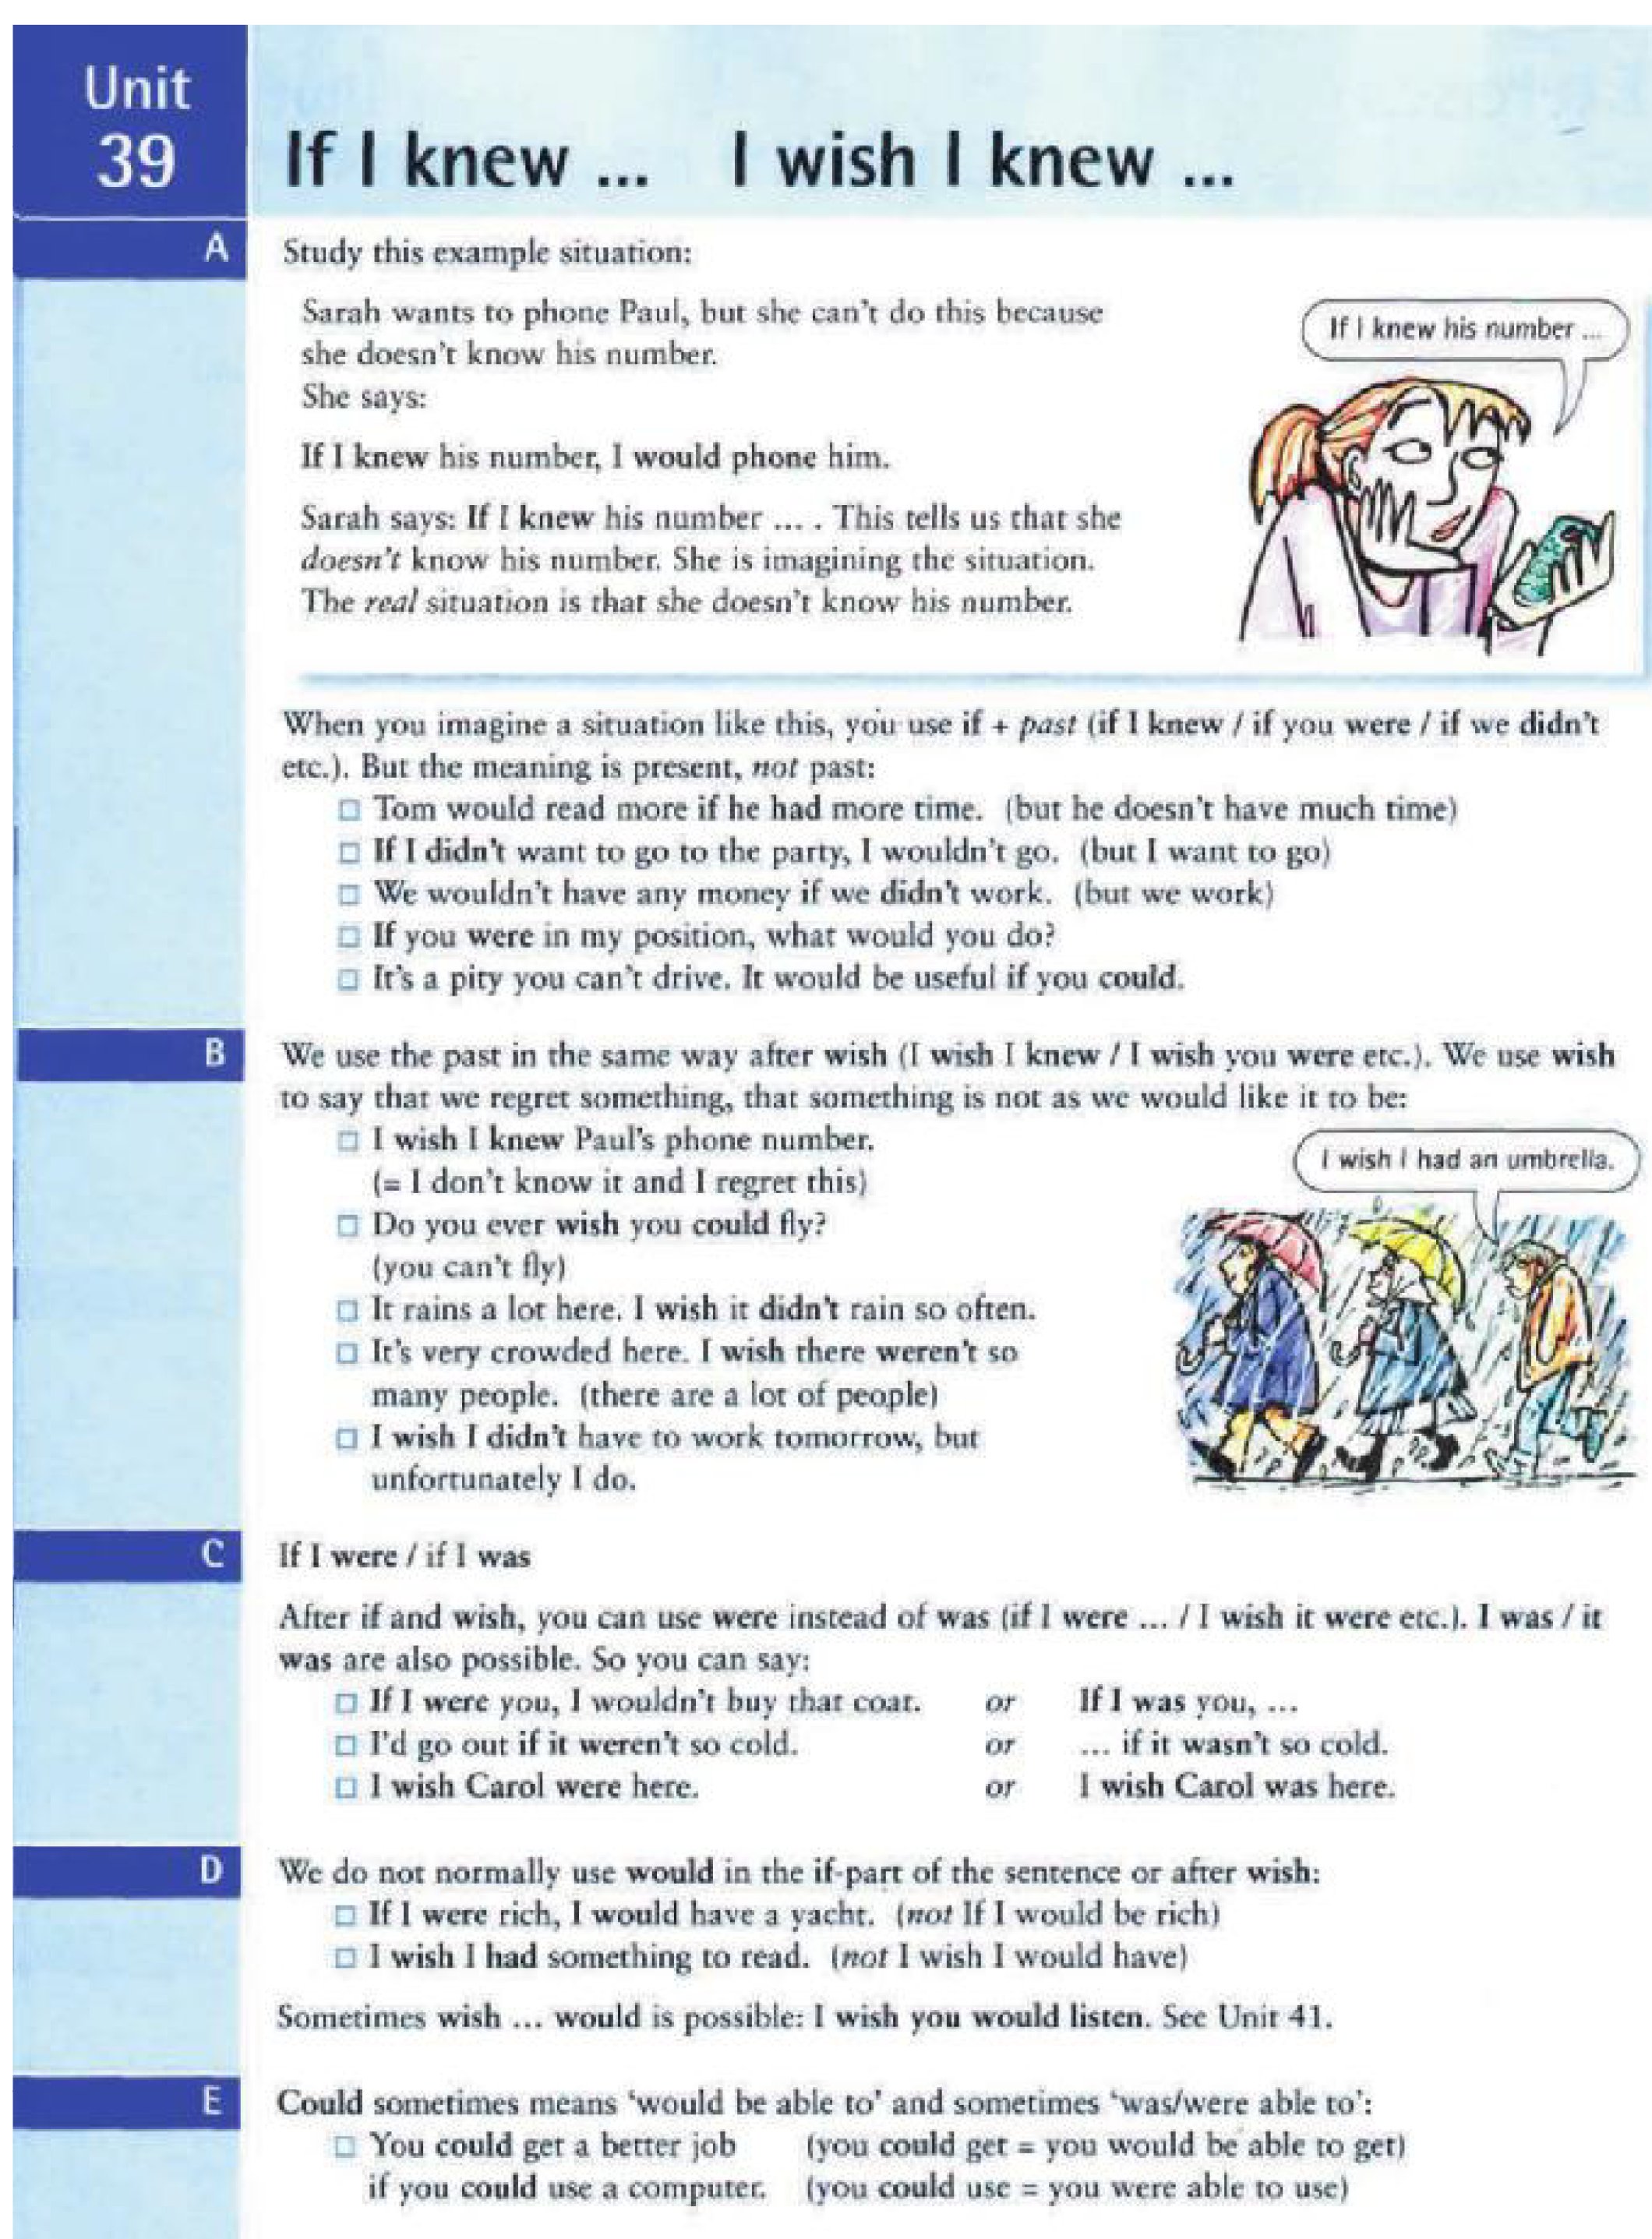 Unit
39
If I knew ... I wish I knew ...
A
Study this example situation:
Sarah wants to phone Paul, but she can't do this because
she doesn't know his number.
She says:
If I knew his number, I would phone him.
Sarah says: If I knew his number ... . This tells us that she
doesn't know his number. She is imagining the situation.
The real situation is that she doesn't know his number.
If I knew his number ...
When you imagine a situation like this, you use if + past (if I knew / if you were / if we didn't
etc.). But the meaning is present, not past:
□ Tom would read more if he had more time. (but he doesn't have much time)
□ If I didn't want to go to the party, I wouldn't go. (but I want to go)
□ We wouldn't have any money if we didn't work. (but we work)
□ If you were in my position, what would you do?
□ It's a pity you can't drive. It would be useful if you could.
B
We use the past in the same way after wish (I wish I knew / I wish you were etc.). We use wish
to say that we regret something, that something is not as we would like it to be:
□ I wish I knew Paul's phone number.
(= I don't know it and I regret this)
□ Do you ever wish you could fly?
(you can't fly)
□ It rains a lot here. I wish it didn't rain so often.
□ It's very crowded here. I wish there weren't so
many people. (there are a lot of people)
□ I wish I didn't have to work tomorrow, but
unfortunately I do.
I wish I had an umbrella.
C
If I were / if I was
After if and wish, you can use were instead of was (if I were ... / I wish it were etc.). I was / it
was are also possible. So you can say:
□ If I were you, I wouldn't buy that coat. or If I was you, ...
□ I'd go out if it weren't so cold. or ... if it wasn't so cold.
□ I wish Carol were here. or I wish Carol was here.
D
We do not normally use would in the if-part of the sentence or after wish:
□ If I were rich, I would have a yacht. (not If I would be rich)
□ I wish I had something to read. (not I wish I would have)
Sometimes wish ... would is possible: I wish you would listen. See Unit 41.
E
Could sometimes means 'would be able to' and sometimes 'was/were able to':
□ You could get a better job (you could get = you would be able to get)
if you could use a computer. (you could use = you were able to use)